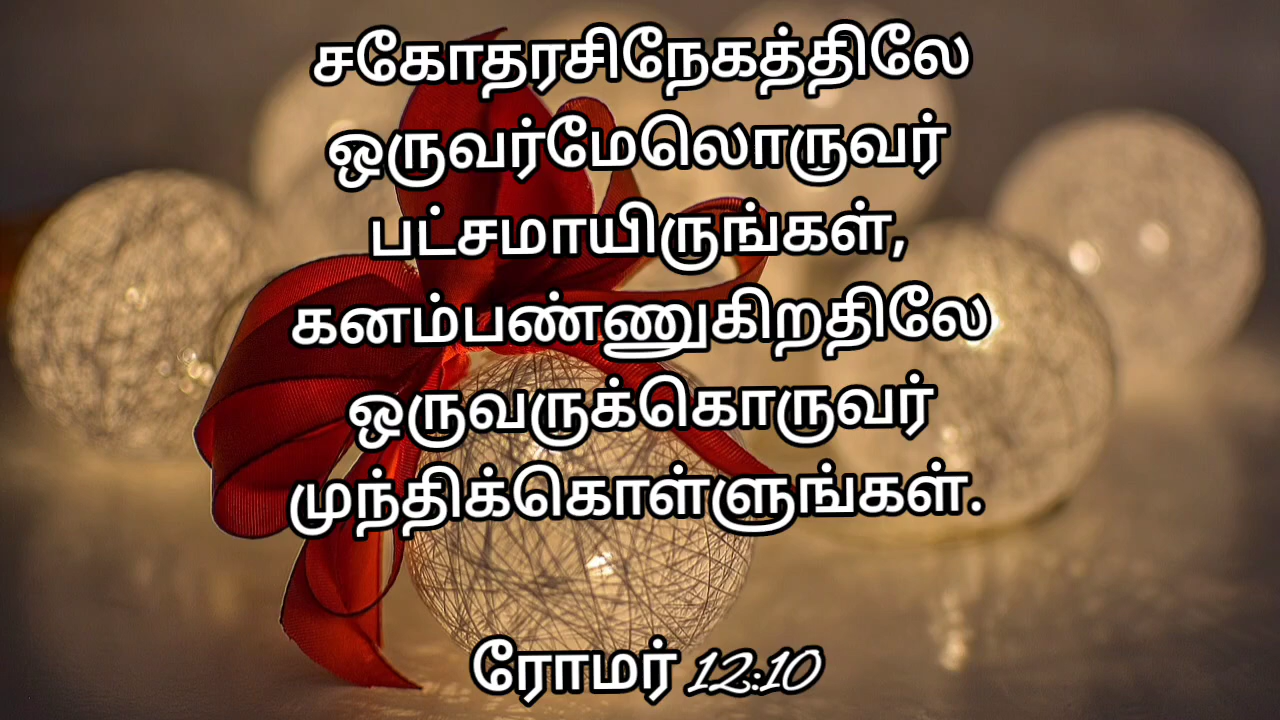 சகோதரசிநேகத்திலே
ஒருவர்மேலொருவர்
பட்சமாயிருங்கள்,
கனம்பண்ணுகிறதிலே
ஒருவருக்கொருவர்
முந்திக்கொள்ளுங்கள்.
ரோமர் 12:10